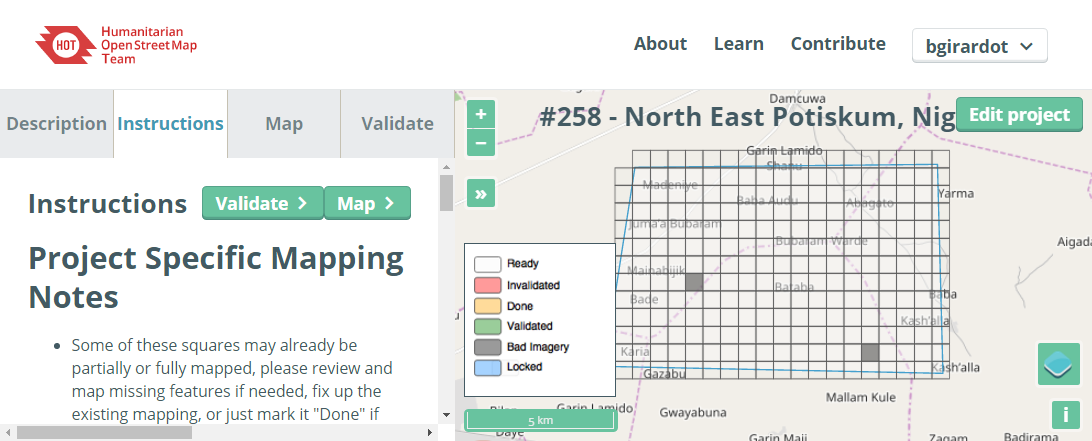 Humanitarian
OpenStreetMap
Team
HOT
About
Learn
Contribute
bgirardot
Description
Instructions
Map
Validate
Instructions
Validate
Map
Project Specific Mapping
Notes
• Some of these squares may already be
partially or fully mapped, please review and
map missing features if needed, fix up the
existing mapping, or just mark it "Done" if
+
−
»
#258 - North East Potiskum, Nig
Edit project
Damcuwa
Garin Lamido
Shanu
Madeniye
Baba Audu
Abagato
Yarma
Juma'a Bubaram
Bubaram Warde
Aigada
Mainabijik
Bataba
Bade
Baba
Kash'alla
Karia
Kash'alla
Gazabu
Mallam Kule
Garin Lamido
Gwayabuna
Garin Maji
Zagam
Badirama
Daye
Ready
Invalidated
Done
Validated
Bad Imagery
Locked
5 km
i